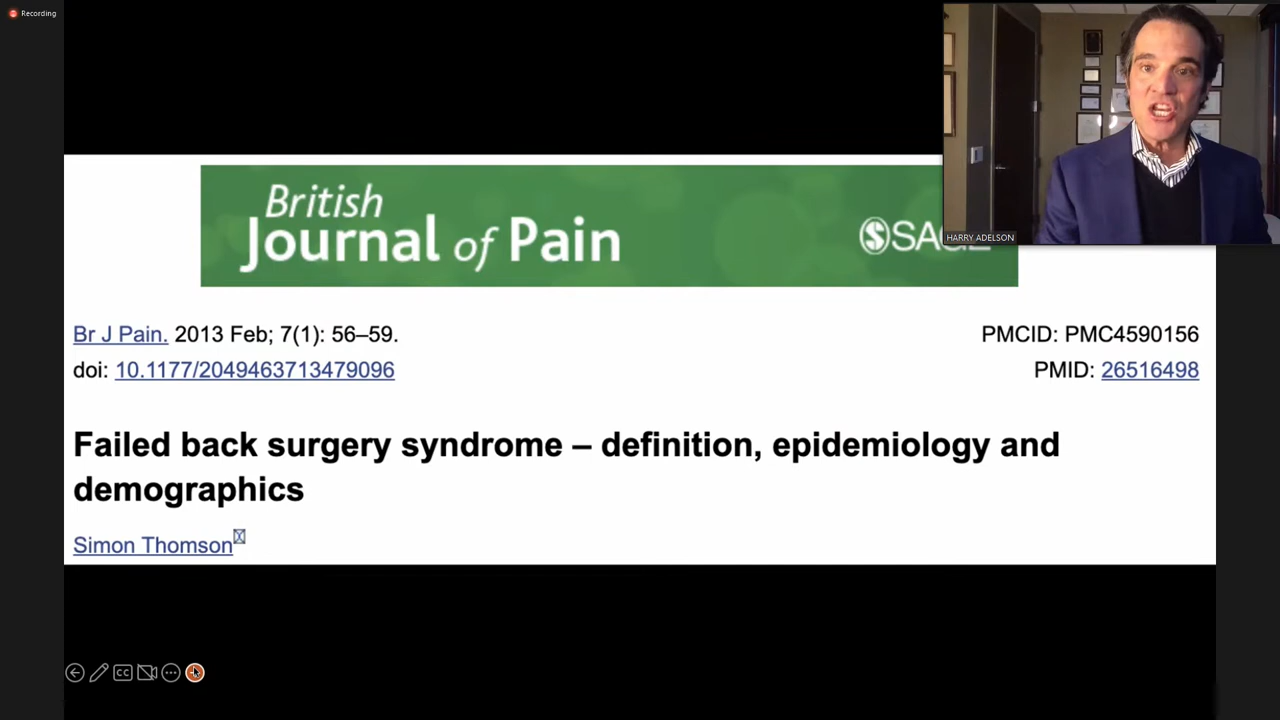 Recording
HARRY ADELSON
British
Journal of Pain
Br J Pain. 2013 Feb; 7(1): 56–59.
PMCID: PMC4590156
doi: 10.1177/2049463713479096
PMID: 26516498
Failed back surgery syndrome – definition, epidemiology and
demographics
Simon Thomson
CC